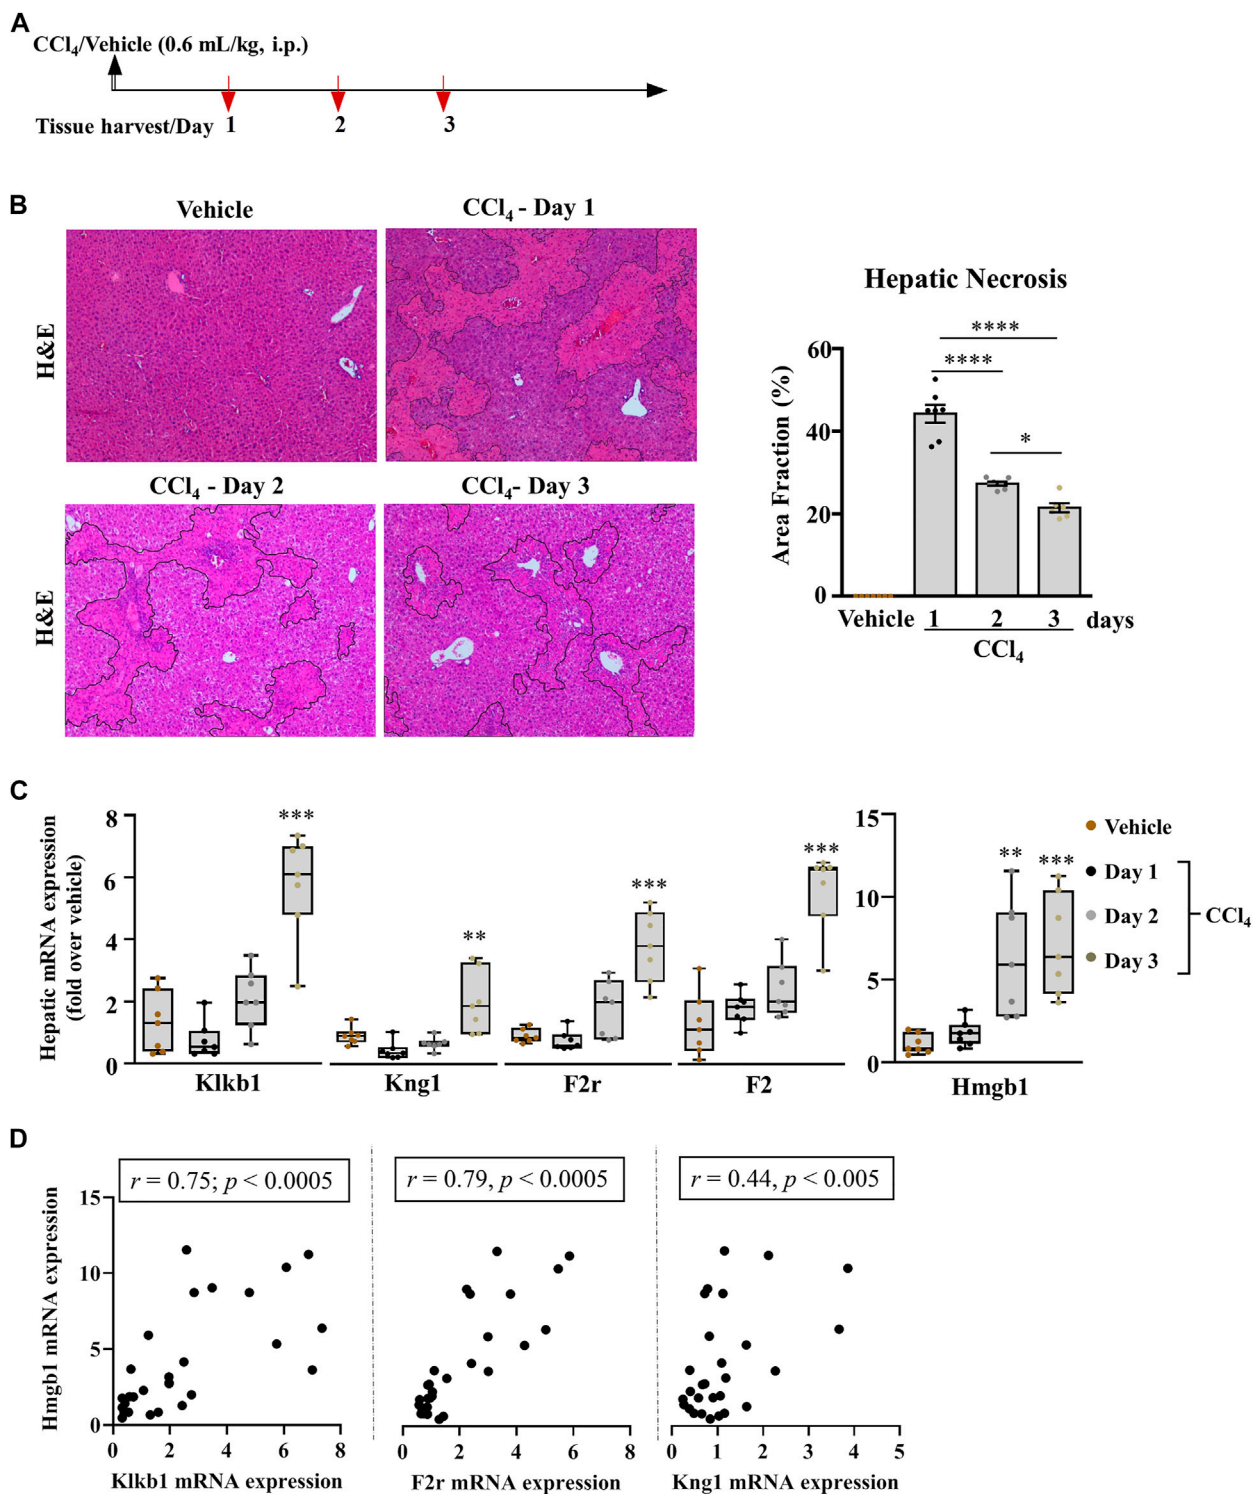 A
CCl₄/Vehicle (0.6 mL/kg, i.p.)
Tissue harvest/Day 1 2 3
B
Vehicle
CCl₄ - Day 1
H&E
CCl₄ - Day 2
CCl₄- Day 3
H&E
Hepatic Necrosis
Area Fraction (%)
60
40
20
0
****
****
*
Vehicle 1 2 3 days
CCl₄
C
Hepatic mRNA expression
(fold over vehicle)
8
6
4
2
0
***
**
***
***
Klkb1 Kng1 F2r F2
15
10
5
0
** ***
Hmgb1
Vehicle
Day 1
Day 2
Day 3
CCl₄
D
Hmgb1 mRNA expression
15
10
5
0
r = 0.75; p < 0.0005
0 2 4 6 8
Klkb1 mRNA expression
r = 0.79, p < 0.0005
0 2 4 6 8
F2r mRNA expression
r = 0.44, p < 0.005
0 1 2 3 4 5
Kng1 mRNA expression